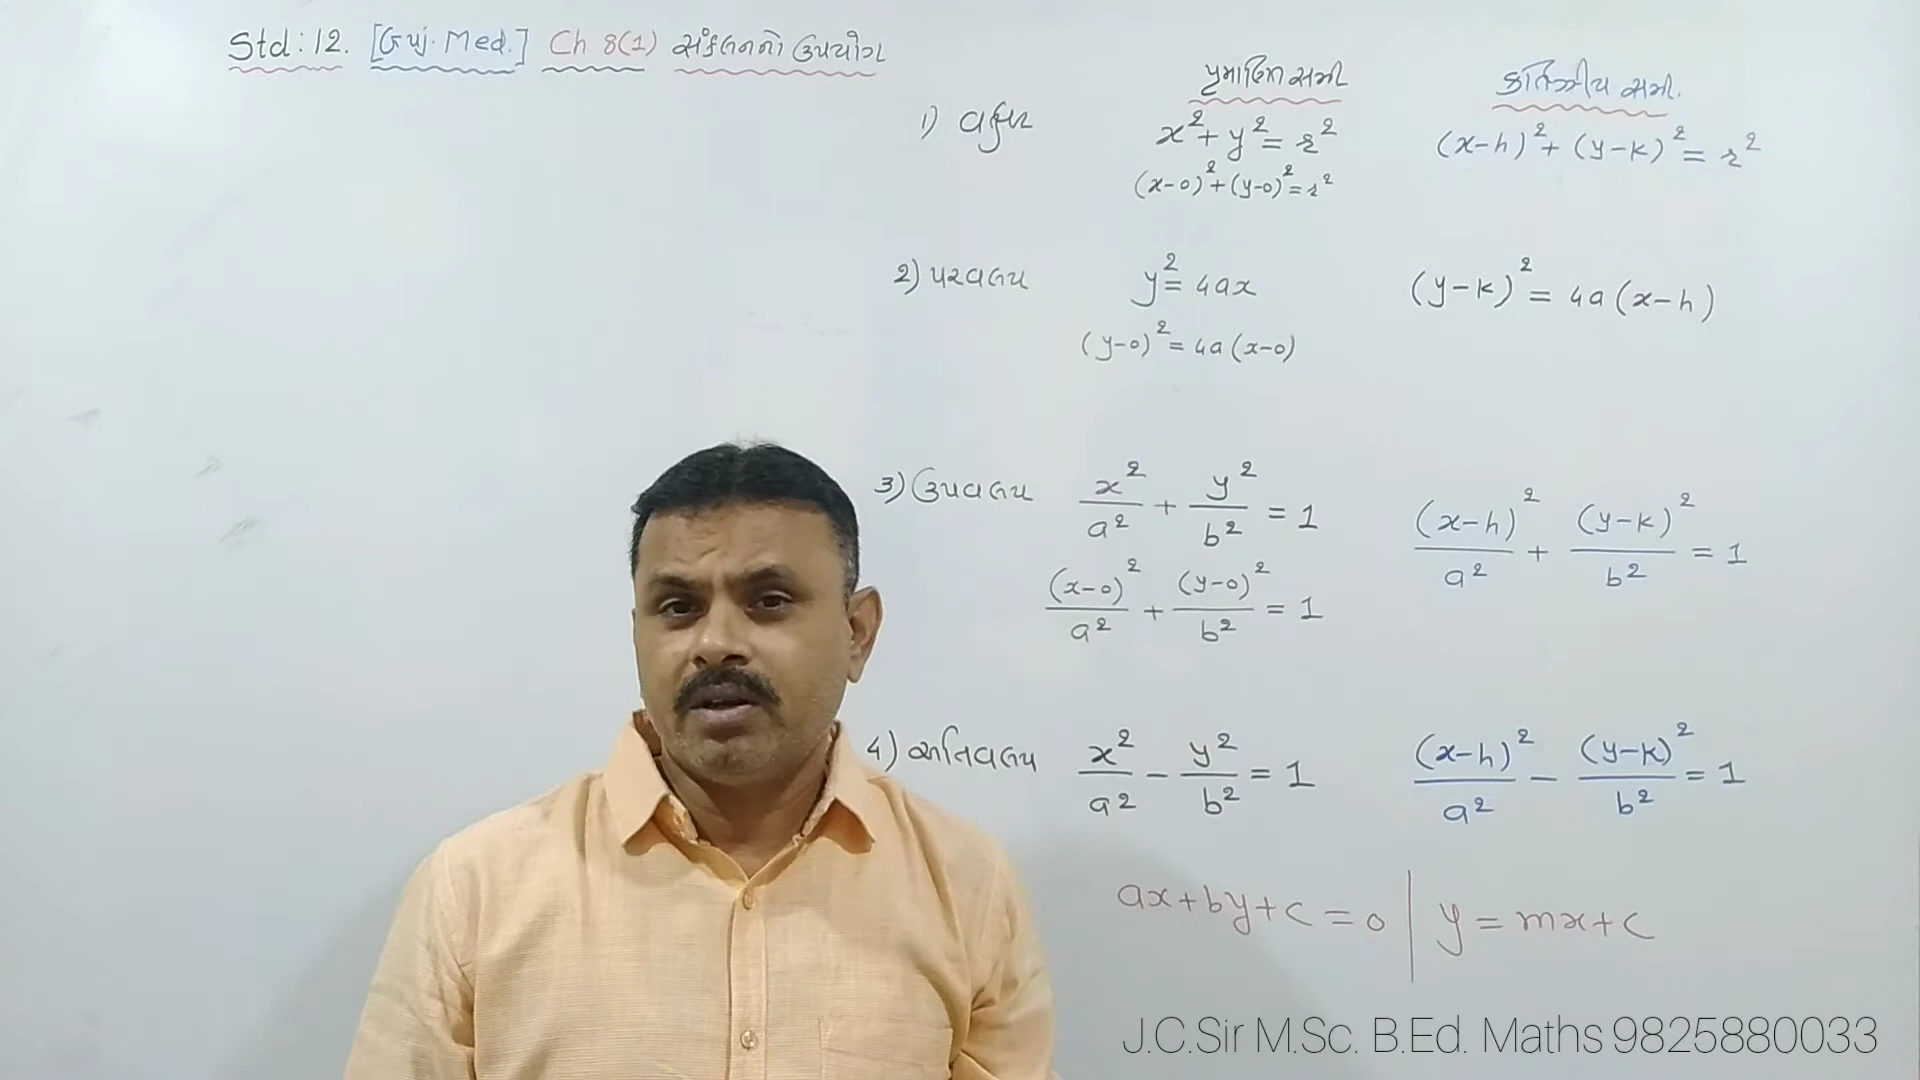 Std: 12. [Guj. Med.] Ch. 8(1) સંકલનનો ઉપયોગ
પ્રમાણિત સમી કાર્તેઝીય સમી.
1) વર્તુળ x² + y² = r² (x-h)² + (y-k)² = r²
(x-0)² + (y-0)² = r²
2) પરવલય y² = 4ax (y-k)² = 4a(x-h)
(y-0)² = 4a(x-0)
3) ઉપવલય x²/a² + y²/b² = 1 (x-h)²/a² + (y-k)²/b² = 1
(x-0)²/a² + (y-0)²/b² = 1
4) અતિવલય x²/a² - y²/b² = 1 (x-h)²/a² - (y-k)²/b² = 1
ax+by+c = 0 | y = mx+c
J.C.Sir M.Sc. B.Ed. Maths 9825880033